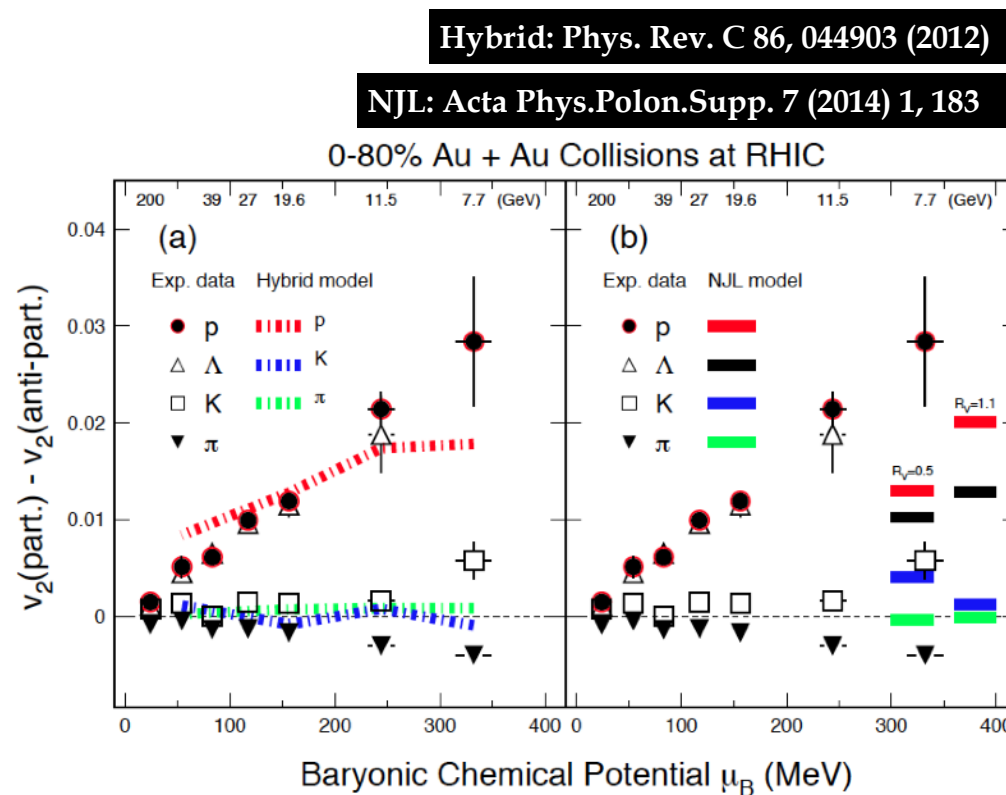 Hybrid: Phys. Rev. C 86, 044903 (2012)
NJL: Acta Phys.Polon.Supp. 7 (2014) 1, 183
0-80% Au + Au Collisions at RHIC
200 39 27 19.6 11.5 7.7 (GeV)
(a)
Exp. data Hybrid model
p p
Λ K
K π
π
200 39 27 19.6 11.5 7.7 (GeV)
(b)
Exp. data NJL model
p
Λ
K
π
R_V=1.1
R_V=0.5
0.04
0.03
0.02
0.01
0
v₂(part.) - v₂(anti-part.)
0 100 200 300 400
0 100 200 300 400
Baryonic Chemical Potential μ_B (MeV)